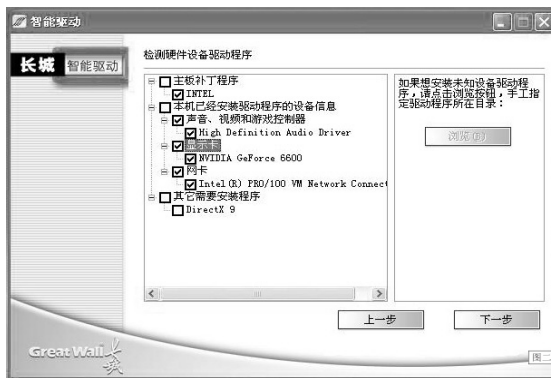 智能驱动
长城 智能驱动
检测硬件设备驱动程序
主板补丁程序
INTEL
本机已经安装驱动程序的设备信息
声音、视频和游戏控制器
High Definition Audio Driver
显示卡
NVIDIA GeForce 6600
网卡
Intel(R) PRO/100 VM Network Connect
其它需要安装程序
DirectX 9
如果想安装未知设备驱动程
序，请点击浏览按钮，手工指
定驱动程序所在目录：
浏览(B)
上一步
下一步
Great Wall 长城
图二